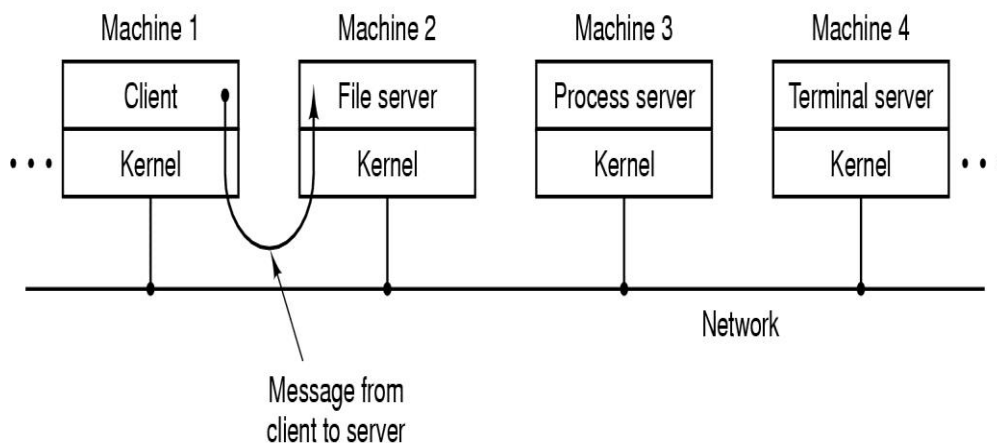 Machine 1
Machine 2
Machine 3
Machine 4
Client
File server
Process server
Terminal server
Kernel
Kernel
Kernel
Kernel
Network
Message from
client to server